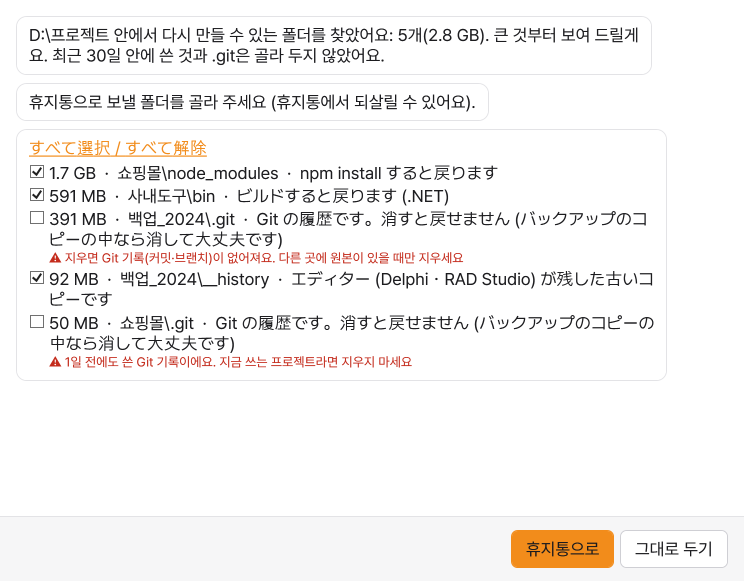 D:\프로젝트 안에서 다시 만들 수 있는 폴더를 찾았어요: 5개(2.8 GB). 큰 것부터 보여 드릴게
요. 최근 30일 안에 쓴 것과 .git은 골라 두지 않았어요.
휴지통으로 보낼 폴더를 골라 주세요 (휴지통에서 되살릴 수 있어요).
すべて選択 / すべて解除
1.7 GB · 쇼핑몰\node_modules · npm install すると戻ります
591 MB · 사내도구\bin · ビルドすると戻ります (.NET)
391 MB · 백업_2024\.git · Git の履歴です。消すと戻せません (バックアップのコ
ピーの中なら消して大丈夫です)
⚠ 지우면 Git 기록(커밋·브랜치)이 없어져요. 다른 곳에 원본이 있을 때만 지우세요
92 MB · 백업_2024\__history · エディター (Delphi・RAD Studio) が残した古いコ
ピーです
50 MB · 쇼핑몰\.git · Git の履歴です。消すと戻せません (バックアップのコピーの
中なら消して大丈夫です)
⚠ 1일 전에도 쓴 Git 기록이에요. 지금 쓰는 프로젝트라면 지우지 마세요
휴지통으로
그대로 두기